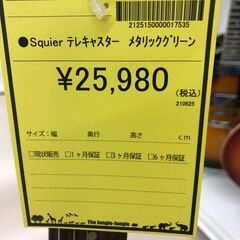 2125150000017535
●Squier テレキャスター メタリックグリーン
¥25,980
(税込)
210625
サイズ:幅 奥行 高さ cm
□現状販売 □1ヶ月保証 □3ヶ月保証 □6ヶ月保証
The Jungle-Jungle